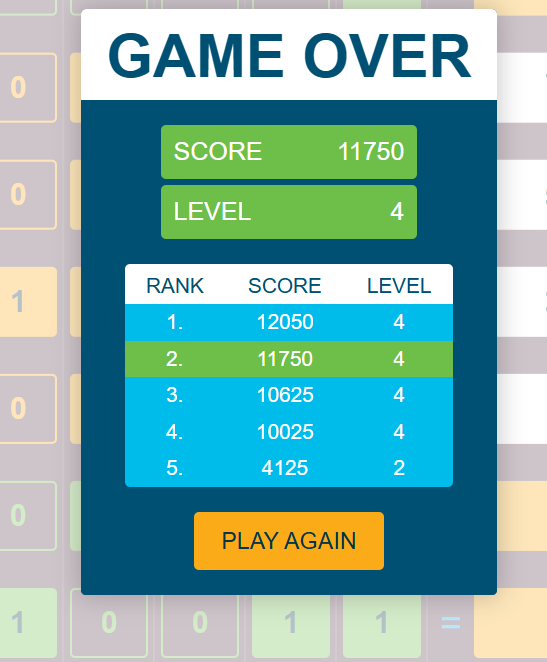 GAME OVER
0
SCORE 11750
0
LEVEL 4
RANK SCORE LEVEL
1
1. 12050 4
2. 11750 4
3. 10625 4
0
4. 10025 4
5. 4125 2
0
PLAY AGAIN
1 0 0 1 1 =